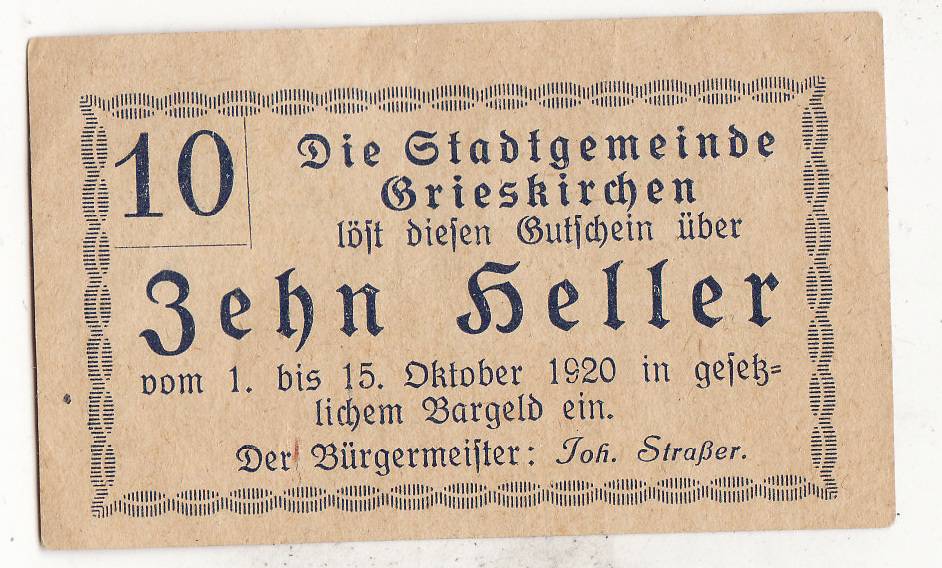 10
Die Stadtgemeinde
Grieskirchen
löst diesen Gutschein über
Zehn Heller
vom 1. bis 15. Oktober 1920 in gesetz=
lichem Bargeld ein.
Der Bürgermeister: Joh. Straßer.